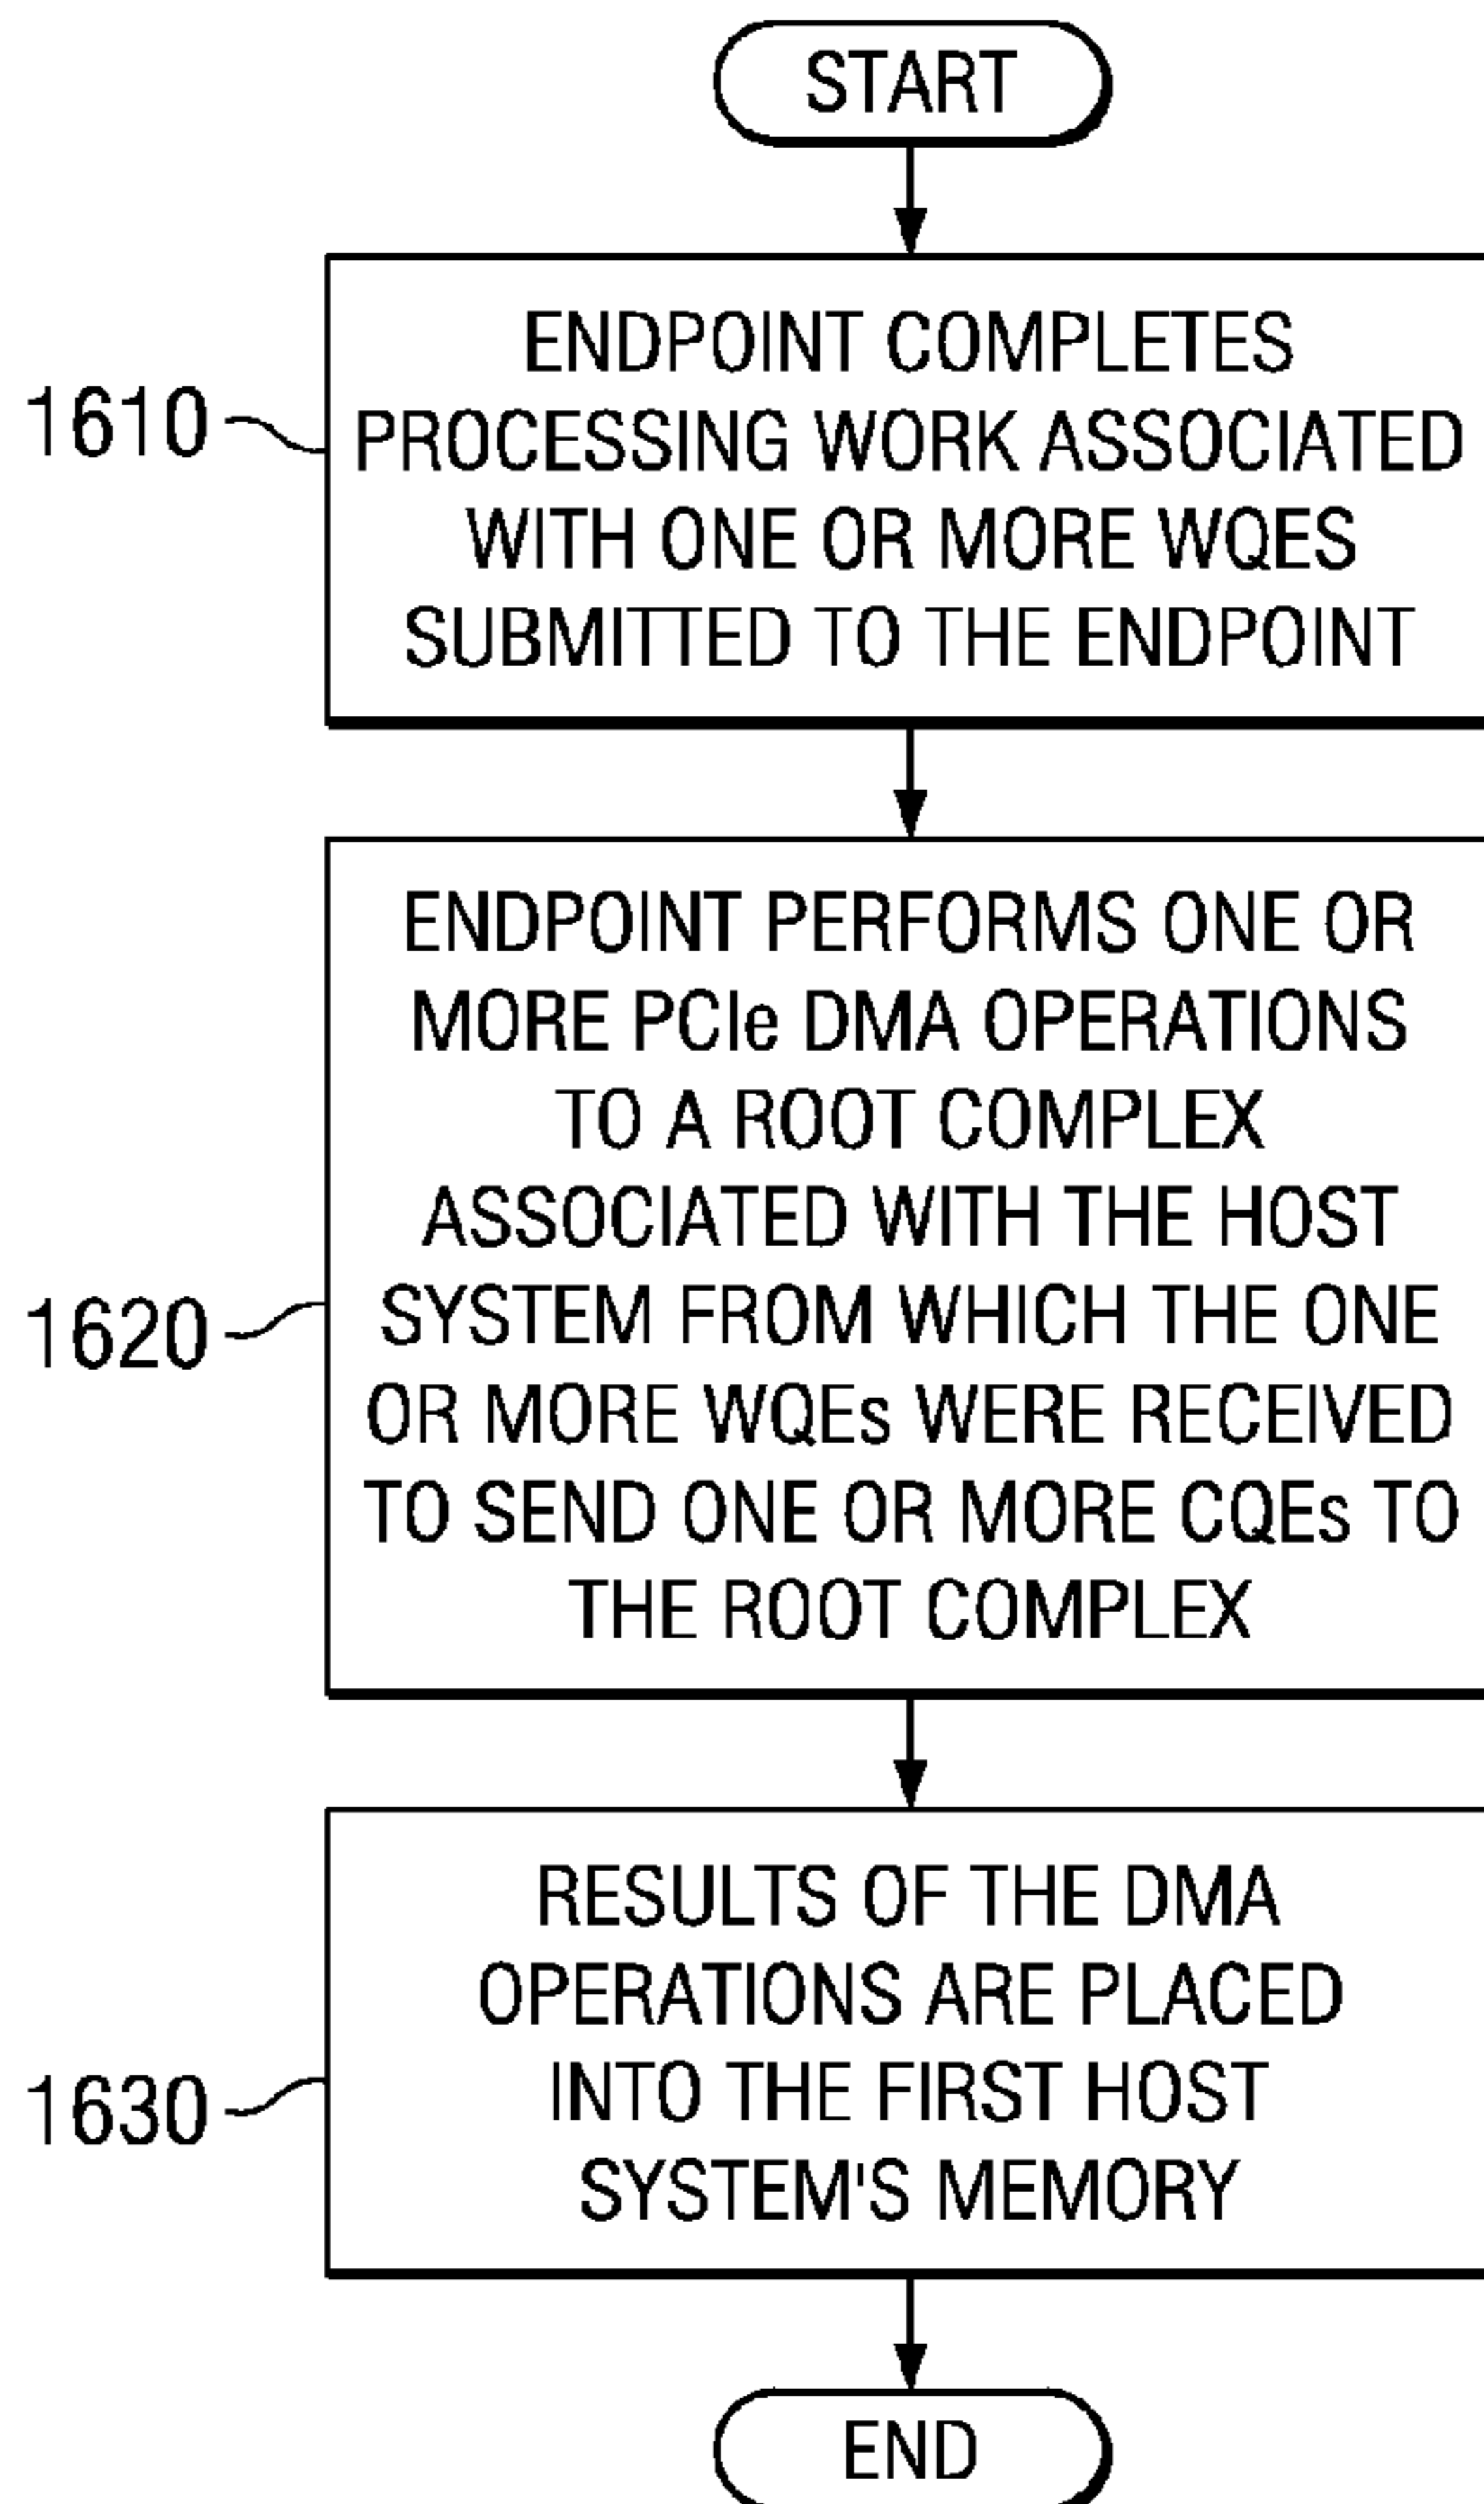 START
ENDPOINT COMPLETES
PROCESSING WORK ASSOCIATED
WITH ONE OR MORE WQES
SUBMITTED TO THE ENDPOINT
1610
ENDPOINT PERFORMS ONE OR
MORE PCIe DMA OPERATIONS
TO A ROOT COMPLEX
ASSOCIATED WITH THE HOST
SYSTEM FROM WHICH THE ONE
OR MORE WQEs WERE RECEIVED
TO SEND ONE OR MORE CQEs TO
THE ROOT COMPLEX
1620
RESULTS OF THE DMA
OPERATIONS ARE PLACED
INTO THE FIRST HOST
SYSTEM'S MEMORY
1630
END